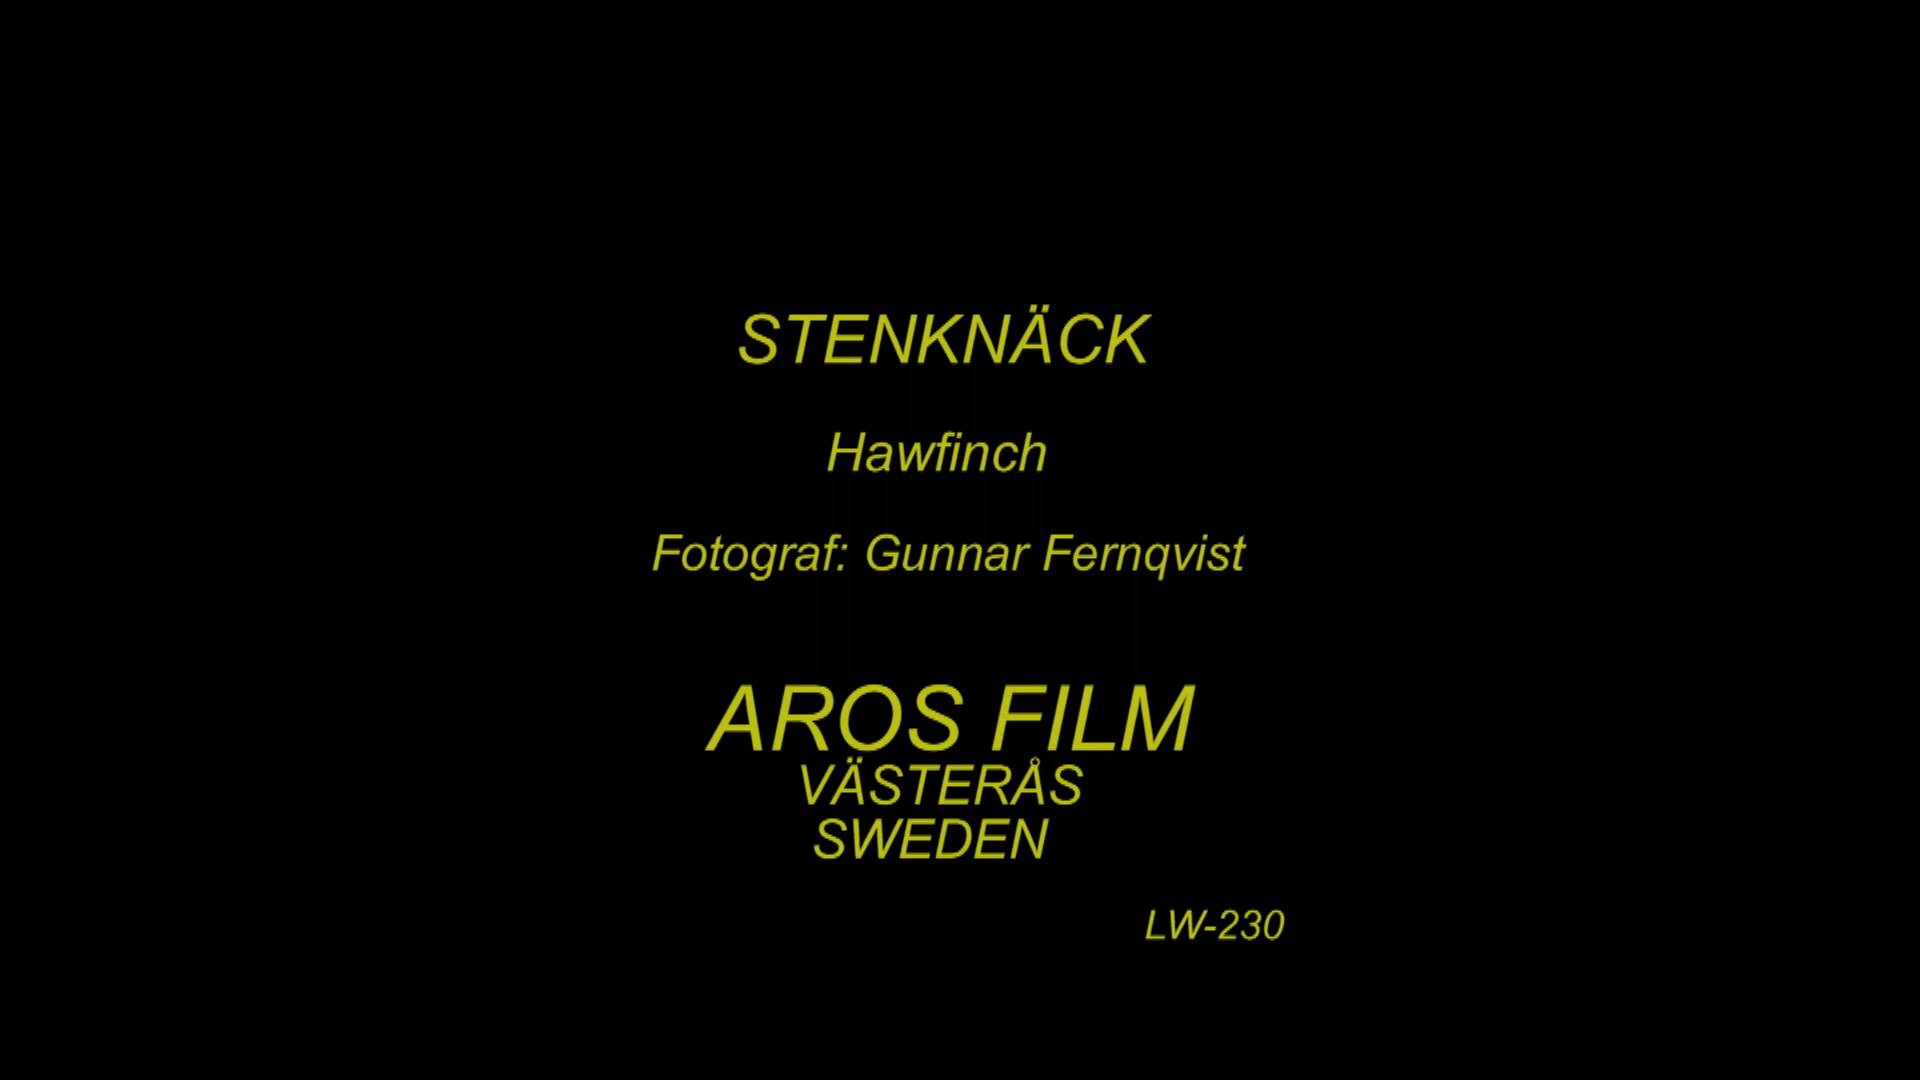 STENKNÄCK
Hawfinch
Fotograf: Gunnar Fernqvist
AROS FILM
VÄSTERÅS
SWEDEN
LW-230